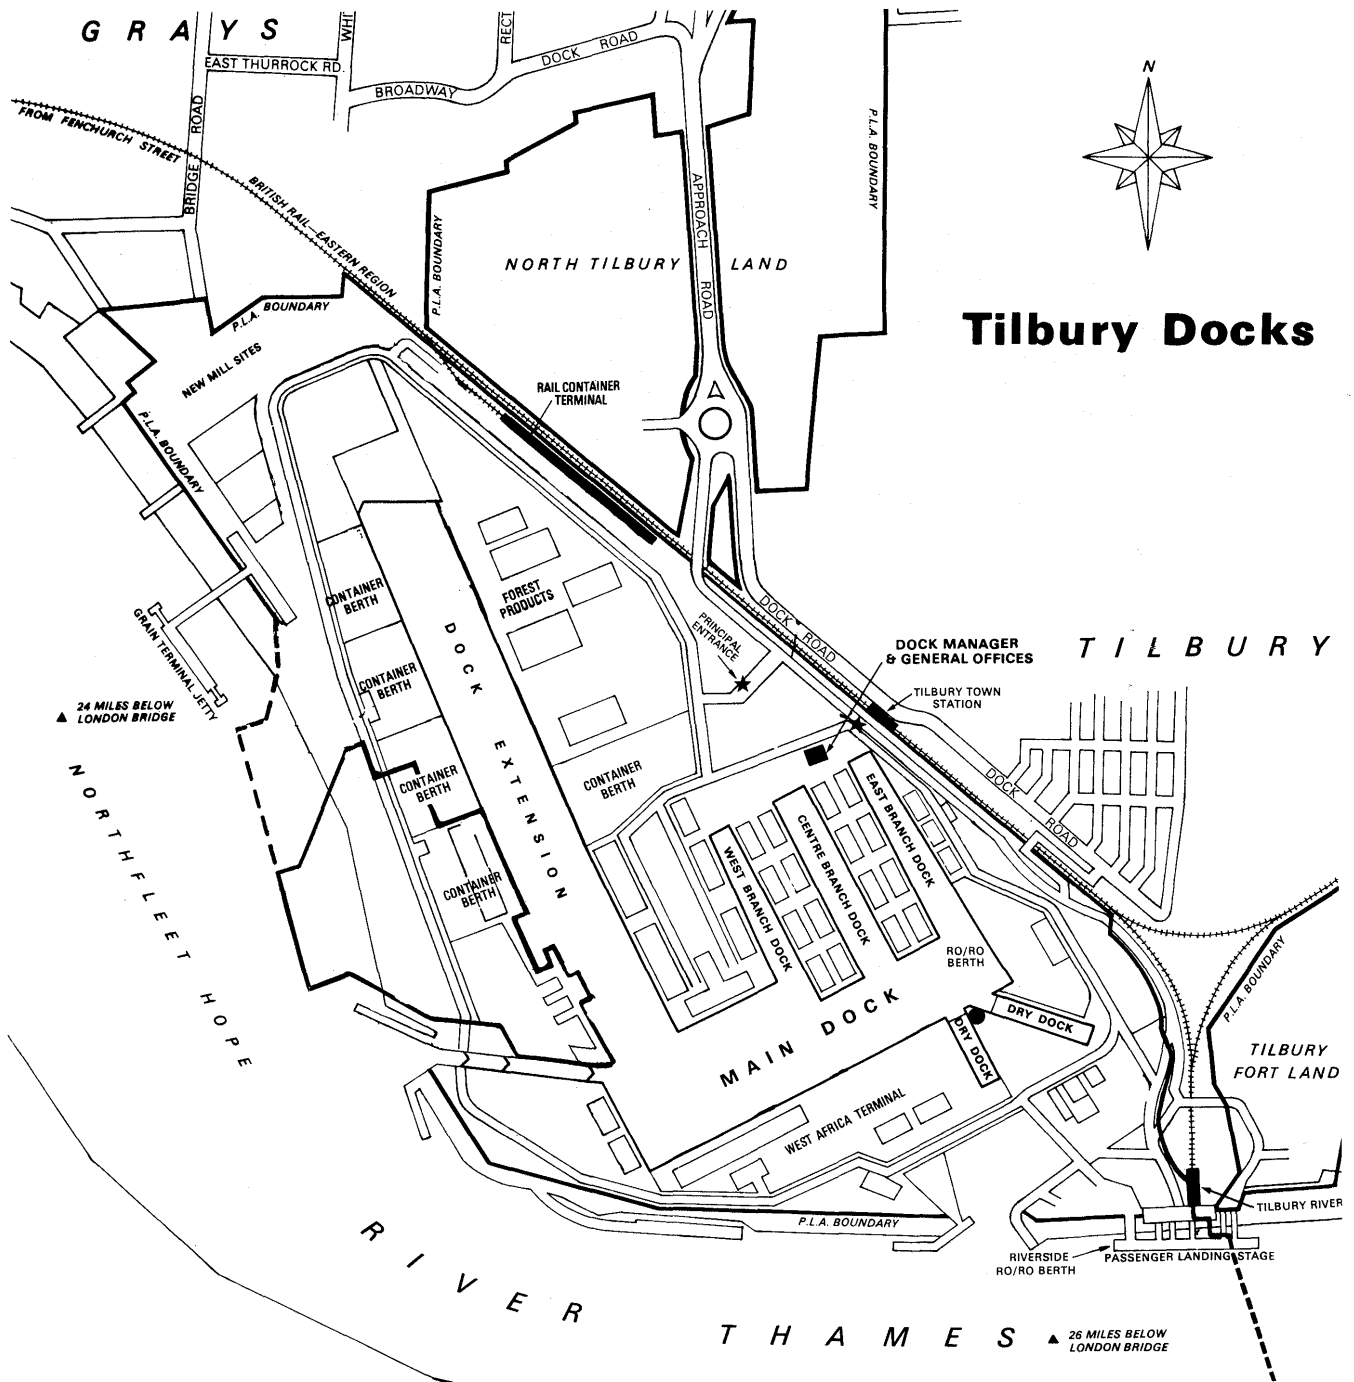 GRAYS
WHI
RECT
DOCK ROAD
EAST THURROCK RD.
BROADWAY
BRIDGE ROAD
FROM FENCHURCH STREET
BRITISH RAIL—EASTERN REGION
P.L.A. BOUNDARY
N
APPROACH ROAD
P.L.A. BOUNDARY
NORTH TILBURY LAND
P.L.A. BOUNDARY
Tilbury Docks
NEW MILL SITES
RAIL CONTAINER
TERMINAL
P.L.A. BOUNDARY
CONTAINER
BERTH
FOREST
PRODUCTS
GRAIN TERMINAL JETTY
DOCK ROAD
PRINCIPAL
ENTRANCE
DOCK MANAGER
& GENERAL OFFICES
TILBURY
TILBURY TOWN
STATION
24 MILES BELOW
LONDON BRIDGE
CONTAINER
BERTH
DOCK EXTENSION
CONTAINER
BERTH
CONTAINER
BERTH
DOCK ROAD
NORTHFLEET HOPE
CONTAINER
BERTH
WEST BRANCH DOCK
CENTRE BRANCH DOCK
EAST BRANCH DOCK
RO/RO
BERTH
P.L.A. BOUNDARY
MAIN DOCK
DRY DOCK
DRY DOCK
TILBURY
FORT LAND
WEST AFRICA TERMINAL
P.L.A. BOUNDARY
TILBURY RIVER
RIVERSIDE
RO/RO BERTH
PASSENGER LANDING STAGE
RIVER THAMES
26 MILES BELOW
LONDON BRIDGE